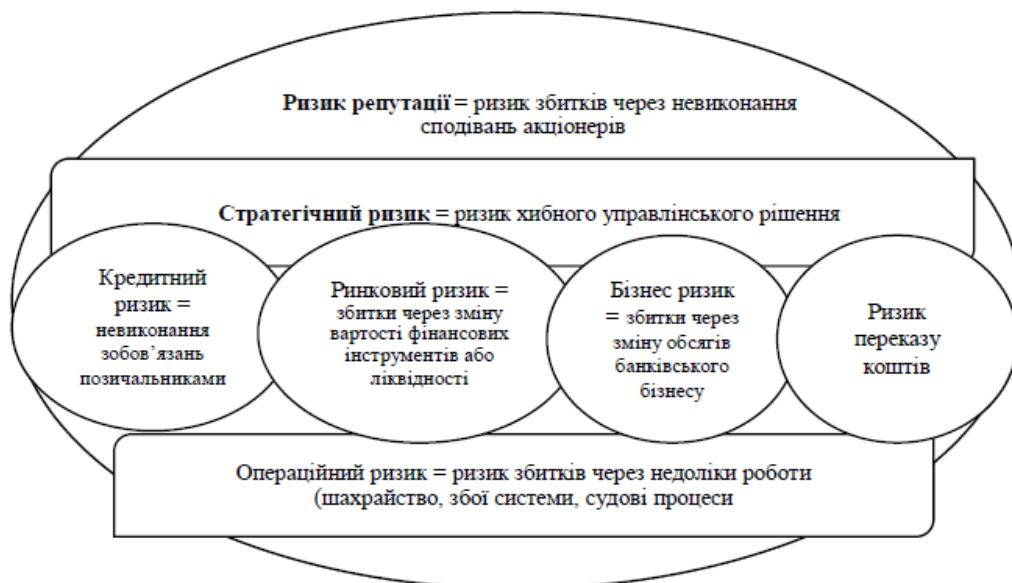 Ризик репутації = ризик збитків через невиконання
сподівань акціонерів
Стратегічний ризик = ризик хибного управлінського рішення
Кредитний
ризик =
невиконання
зобов’язань
позичальниками
Ринковий ризик =
збитки через зміну
вартості фінансових
інструментів або
ліквідності
Бізнес ризик
= збитки через
зміну обсягів
банківського
бізнесу
Ризик
переказу
коштів
Операційний ризик = ризик збитків через недоліки роботи
(шахрайство, збої системи, судові процеси